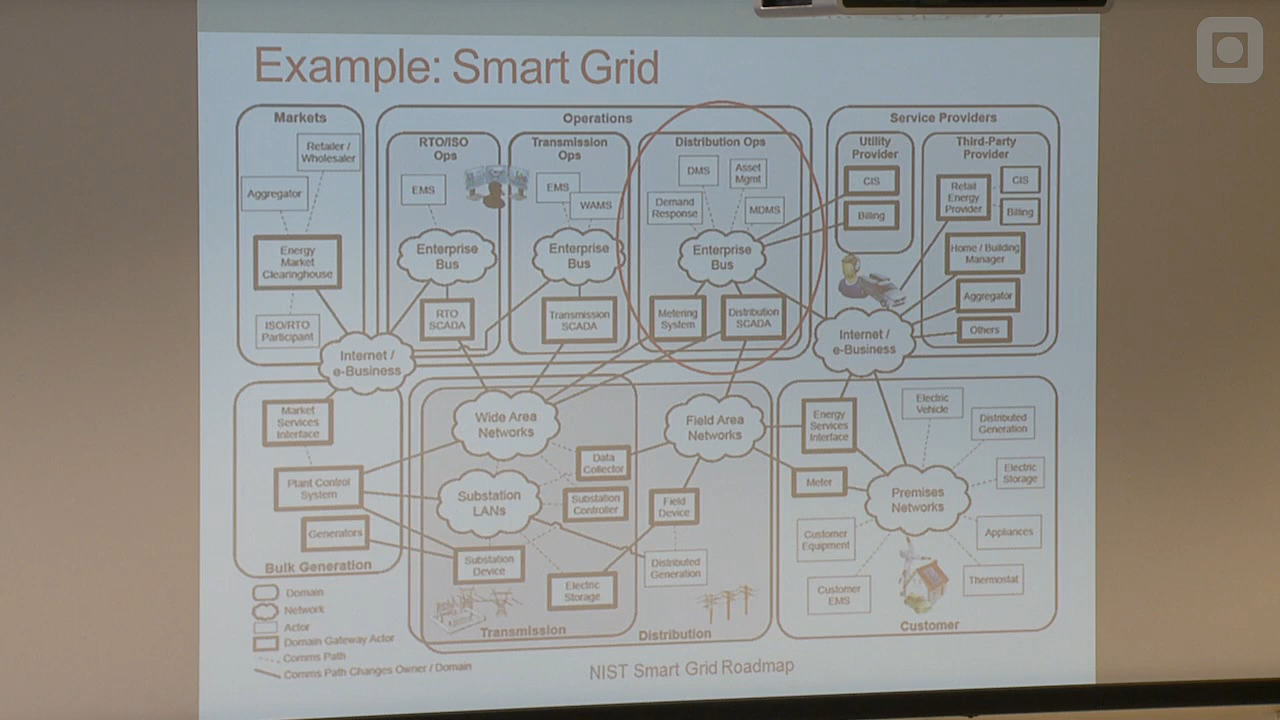 Example: Smart Grid
Markets
Retailer /
Wholesaler
Aggregator
Energy
Market
Clearinghouse
ISO/RTO
Participant
Internet /
e-Business
Operations
RTO/ISO
Ops
EMS
Enterprise
Bus
RTO
SCADA
Transmission
Ops
EMS
WAMS
Enterprise
Bus
Transmission
SCADA
Distribution Ops
DMS
Asset
Mgmt
Demand
Response
MDMS
Enterprise
Bus
Metering
System
Distribution
SCADA
Service Providers
Utility
Provider
CIS
Billing
Third-Party
Provider
Retail
Energy
Provider
CIS
Billing
Home / Building
Manager
Aggregator
Others
Internet /
e-Business
Market
Services
Interface
Plant Control
System
Generators
Bulk Generation
Wide Area
Networks
Substation
LANs
Data
Collector
Substation
Controller
Substation
Device
Electric
Storage
Transmission
Field Area
Networks
Field
Device
Distributed
Generation
Distribution
Energy
Services
Interface
Meter
Electric
Vehicle
Distributed
Generation
Electric
Storage
Premises
Networks
Customer
Equipment
Appliances
Customer
EMS
Thermostat
Customer
Domain
Network
Actor
Domain Gateway Actor
Comms Path
Comms Path Changes Owner / Domain
NIST Smart Grid Roadmap